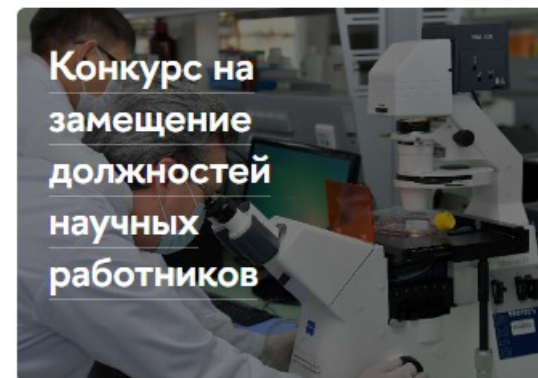 Конкурс на
замещение
должностей
научных
работников